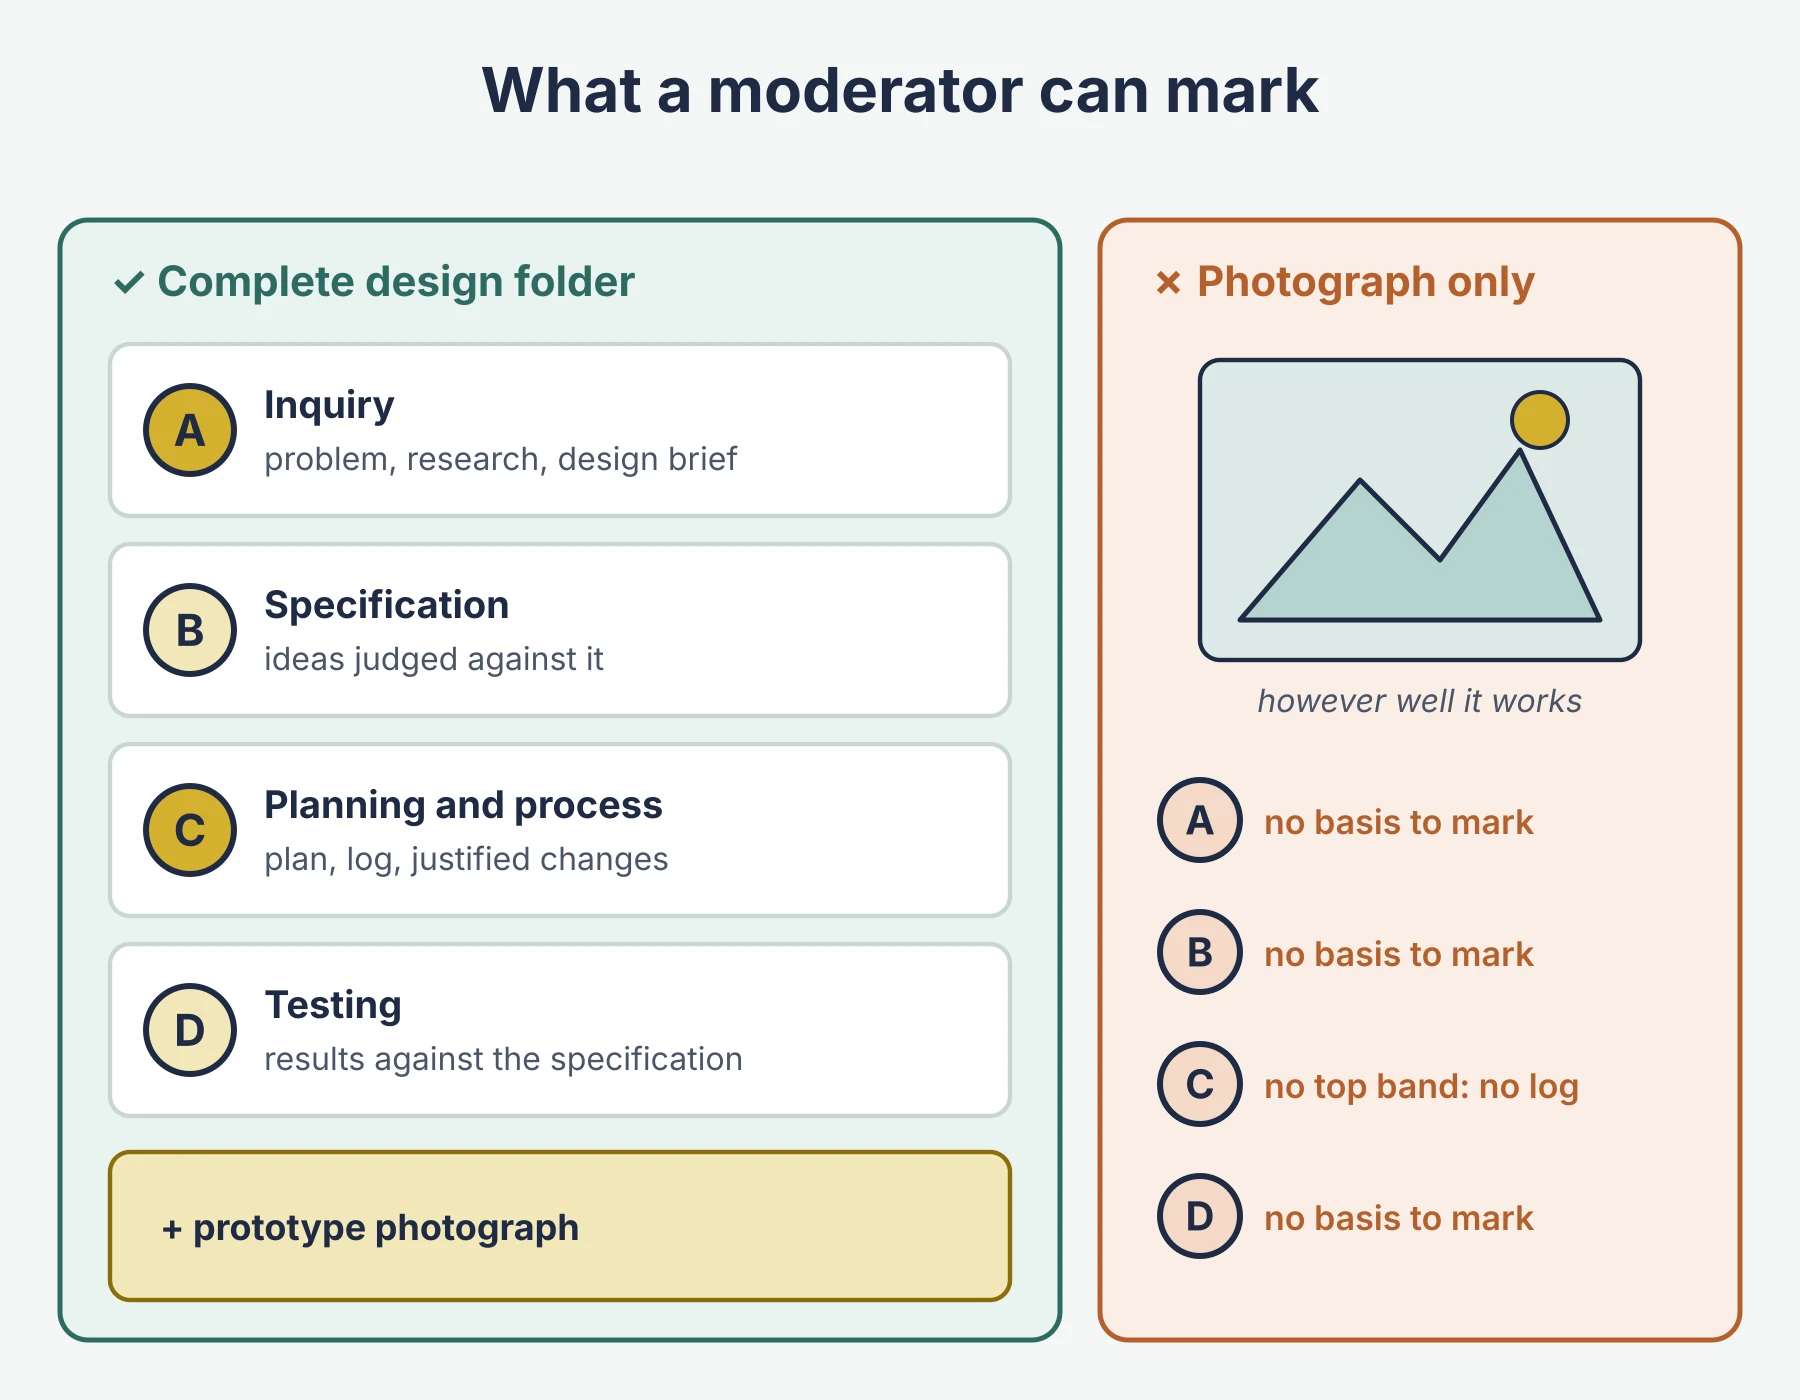 What a moderator can mark
✓ Complete design folder
A
Inquiry
problem, research, design brief
B
Specification
ideas judged against it
C
Planning and process
plan, log, justified changes
D
Testing
results against the specification
+ prototype photograph
× Photograph only
however well it works
A no basis to mark
B no basis to mark
C no top band: no log
D no basis to mark